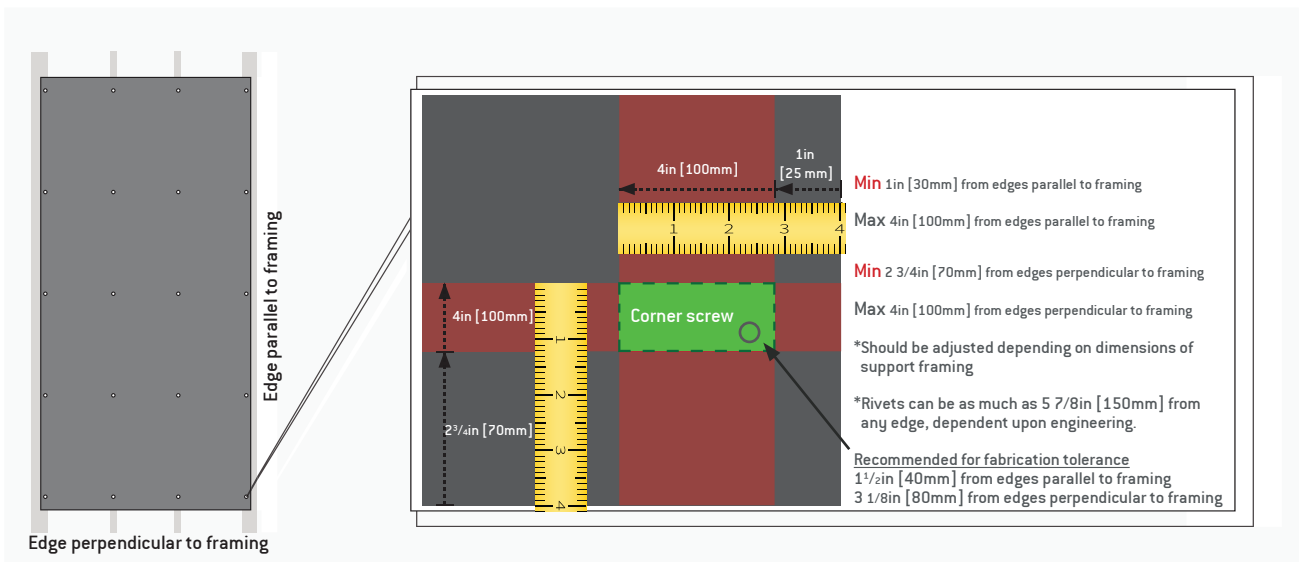 Edge parallel to framing
Edge perpendicular to framing
4in [100mm]
1in
[25 mm]
1 2 3 4
4in [100mm]
2³/₄in [70mm]
1
2
3
4
Corner screw
Min 1in [30mm] from edges parallel to framing
Max 4in [100mm] from edges parallel to framing
Min 2 3/4in [70mm] from edges perpendicular to framing
Max 4in [100mm] from edges perpendicular to framing
*Should be adjusted depending on dimensions of
support framing
*Rivets can be as much as 5 7/8in [150mm] from
any edge, dependent upon engineering.
Recommended for fabrication tolerance
1¹/₂in [40mm] from edges parallel to framing
3 1/8in [80mm] from edges perpendicular to framing